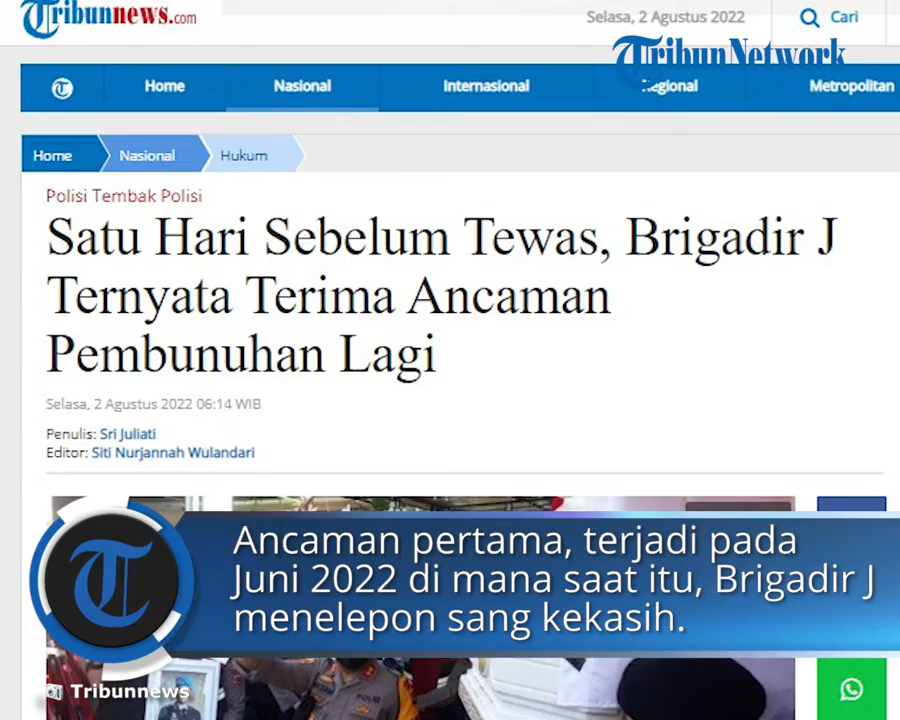 Tribunnews.com
Selasa, 2 Agustus 2022
Cari
TribunNetwork
Home
Nasional
Internasional
Regional
Metropolitan
Home
Nasional
Hukum
Polisi Tembak Polisi
Satu Hari Sebelum Tewas, Brigadir J
Ternyata Terima Ancaman
Pembunuhan Lagi
Selasa, 2 Agustus 2022 06:14 WIB
Penulis: Sri Juliati
Editor: Siti Nurjannah Wulandari
Ancaman pertama, terjadi pada
Juni 2022 di mana saat itu, Brigadir J
menelepon sang kekasih.
Tribunnews
POLISI